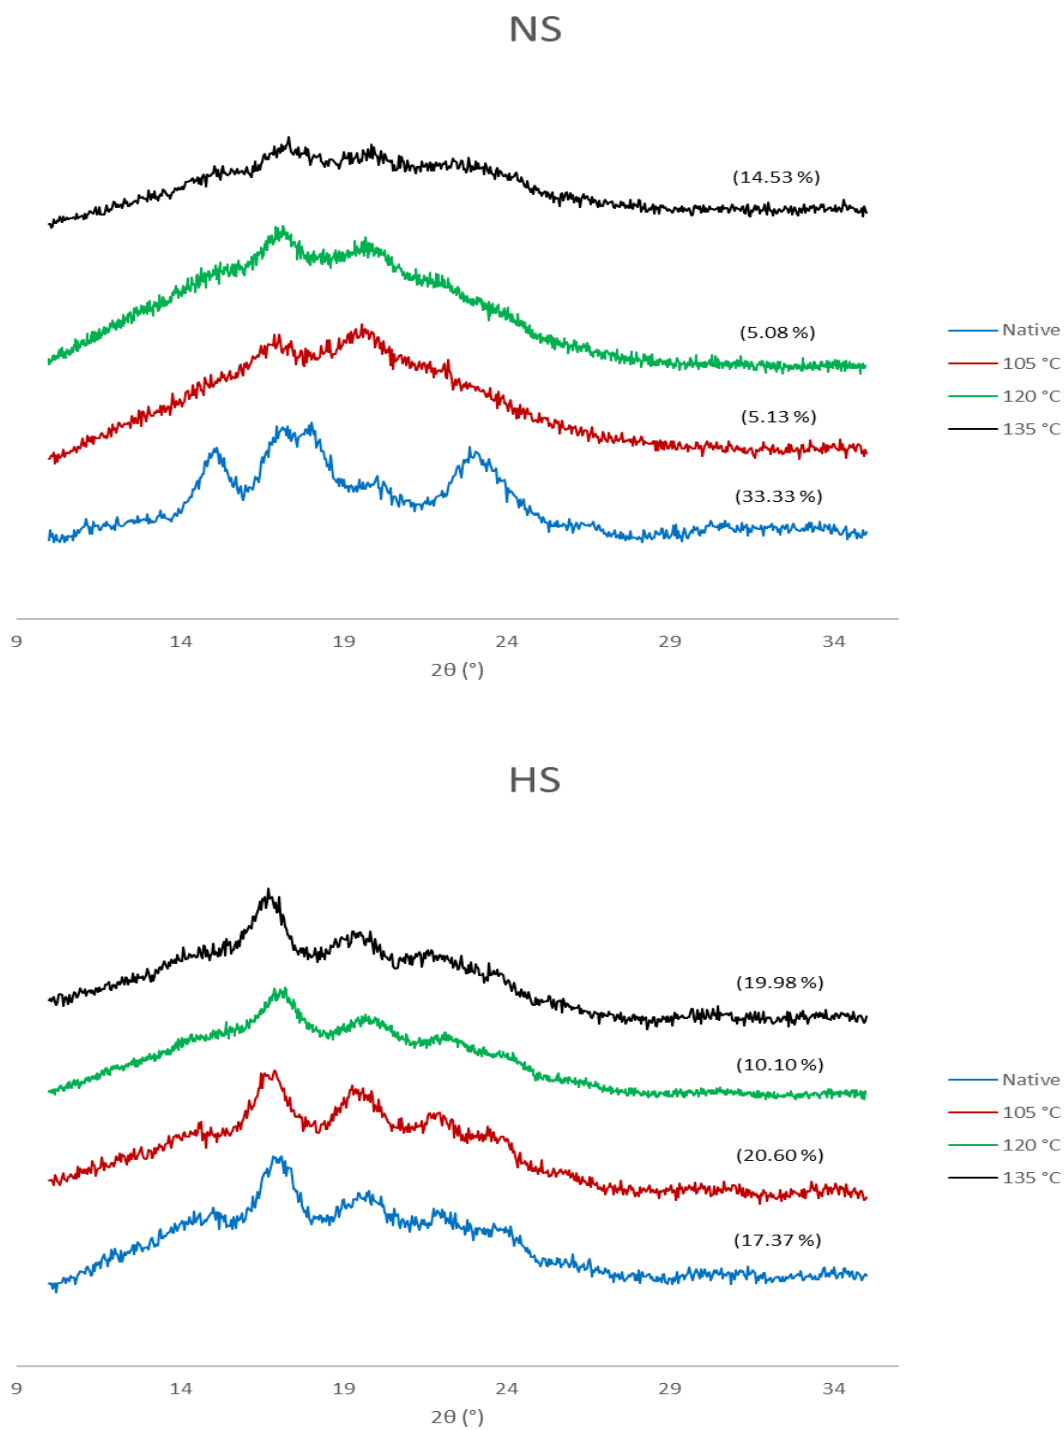 NS
(14.53 %)
(5.08 %)
(5.13 %)
(33.33 %)
Native
105 °C
120 °C
135 °C
9 14 19 24 29 34
2θ (°)
HS
(19.98 %)
(10.10 %)
(20.60 %)
(17.37 %)
Native
105 °C
120 °C
135 °C
9 14 19 24 29 34
2θ (°)